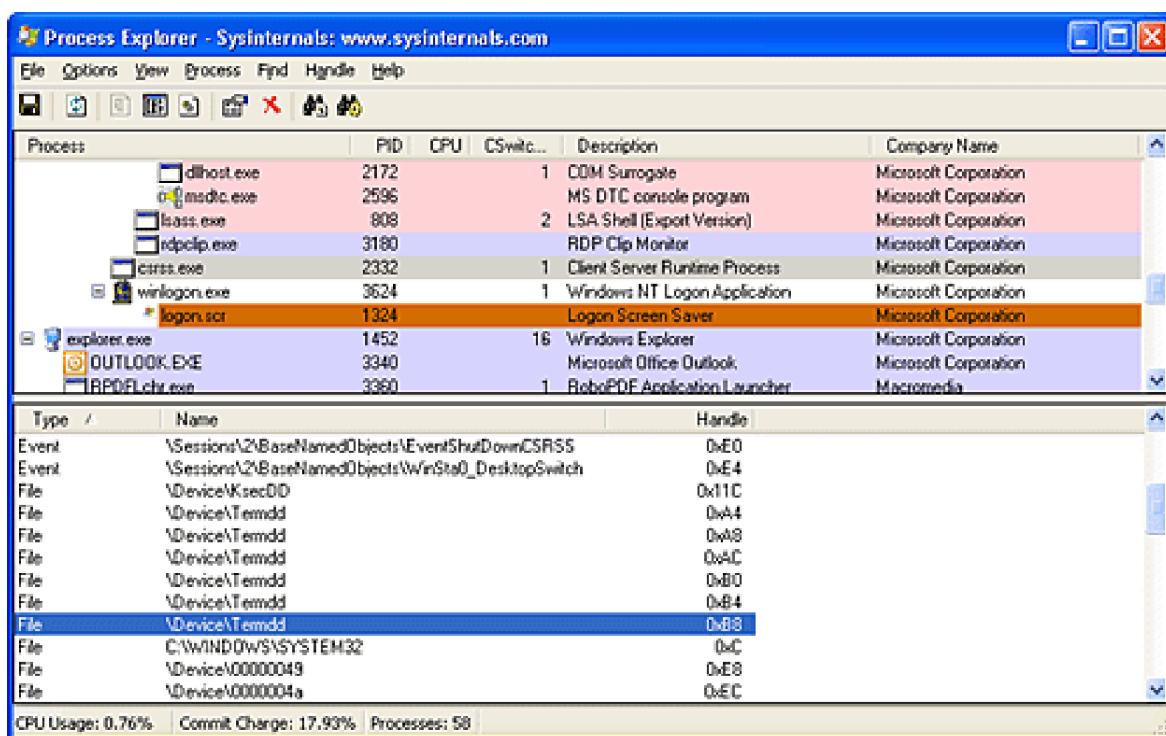 Process Explorer - Sysinternals: www.sysinternals.com
File Options View Process Find Handle Help
Process PID CPU CSwitc... Description Company Name
dllhost.exe 2172 1 COM Surrogate Microsoft Corporation
msdtc.exe 2596 MS DTC console program Microsoft Corporation
lsass.exe 808 2 LSA Shell (Export Version) Microsoft Corporation
rdpclip.exe 3180 RDP Clip Monitor Microsoft Corporation
csrss.exe 2332 1 Client Server Runtime Process Microsoft Corporation
winlogon.exe 3624 1 Windows NT Logon Application Microsoft Corporation
logon.scr 1324 Logon Screen Saver Microsoft Corporation
explorer.exe 1452 16 Windows Explorer Microsoft Corporation
OUTLOOK.EXE 3340 Microsoft Office Outlook Microsoft Corporation
RPDFLchr.exe 3360 1 RoboPDF Application Launcher Macromedia
Type / Name Handle
Event \Sessions\2\BaseNamedObjects\EventShutDownCSRSS 0xE0
Event \Sessions\2\BaseNamedObjects\WinSta0_DesktopSwitch 0xE4
File \Device\KsecDD 0x11C
File \Device\Termdd 0xA4
File \Device\Termdd 0xA8
File \Device\Termdd 0xAC
File \Device\Termdd 0xB0
File \Device\Termdd 0xB4
File \Device\Termdd 0xB8
File C:\WINDOWS\SYSTEM32 0xC
File \Device\00000049 0xE8
File \Device\0000004a 0xEC
CPU Usage: 0.76% Commit Charge: 17.93% Processes: 58